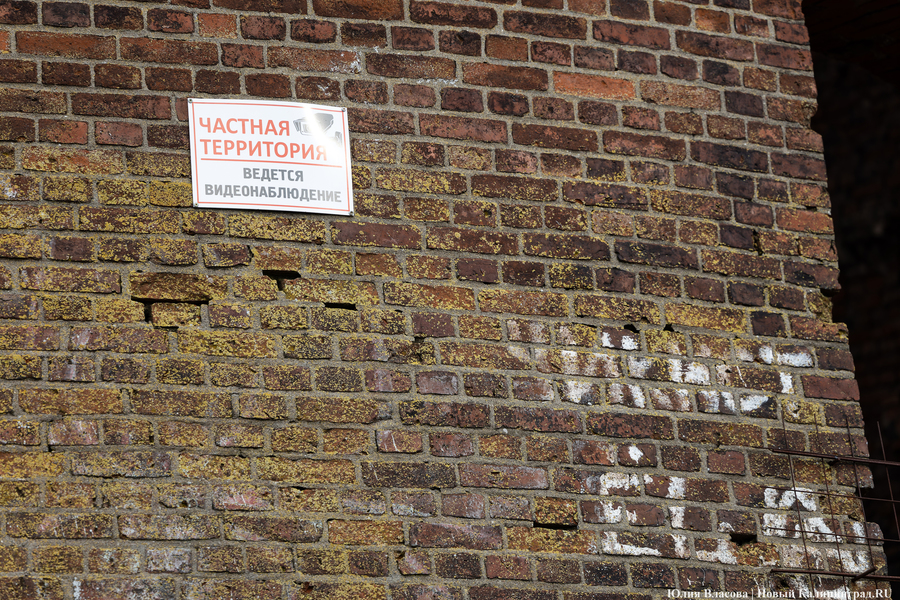 ЧАСТНАЯ
ТЕРРИТОРИЯ
ВЕДЕТСЯ
ВИДЕОНАБЛЮДЕНИЕ
Юлия Власова | Новый Калининград.RU